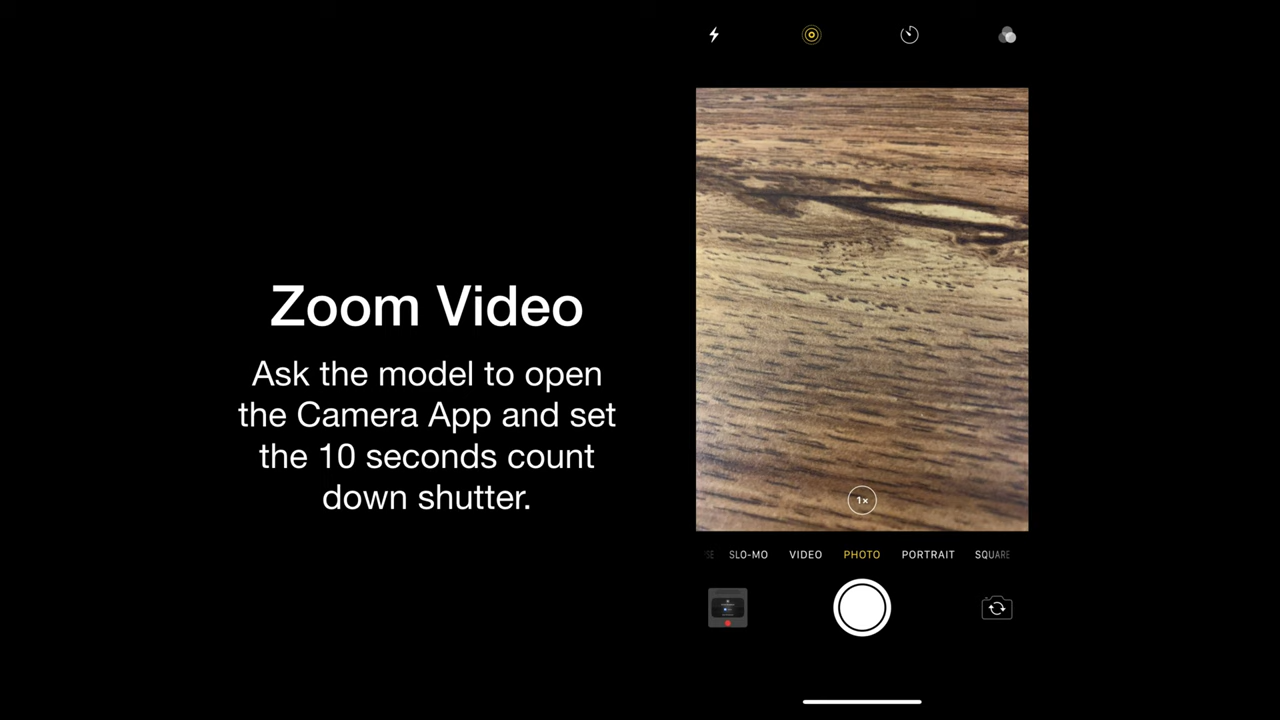 Zoom Video
Ask the model to open
the Camera App and set
the 10 seconds count
down shutter.
1×
SLO-MO VIDEO PHOTO PORTRAIT SQUARE